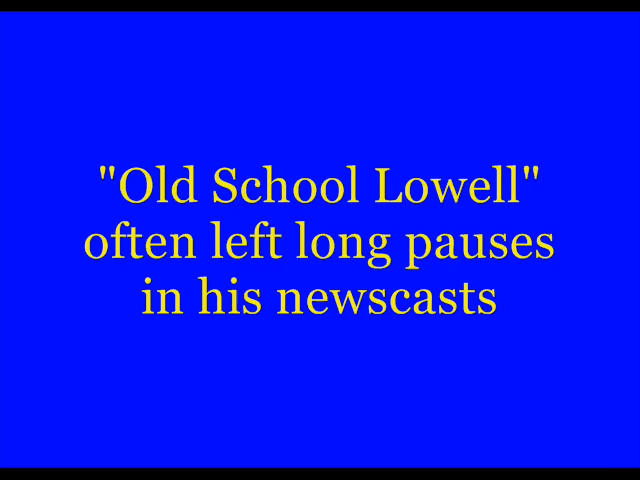 "Old School Lowell"
often left long pauses
in his newscasts